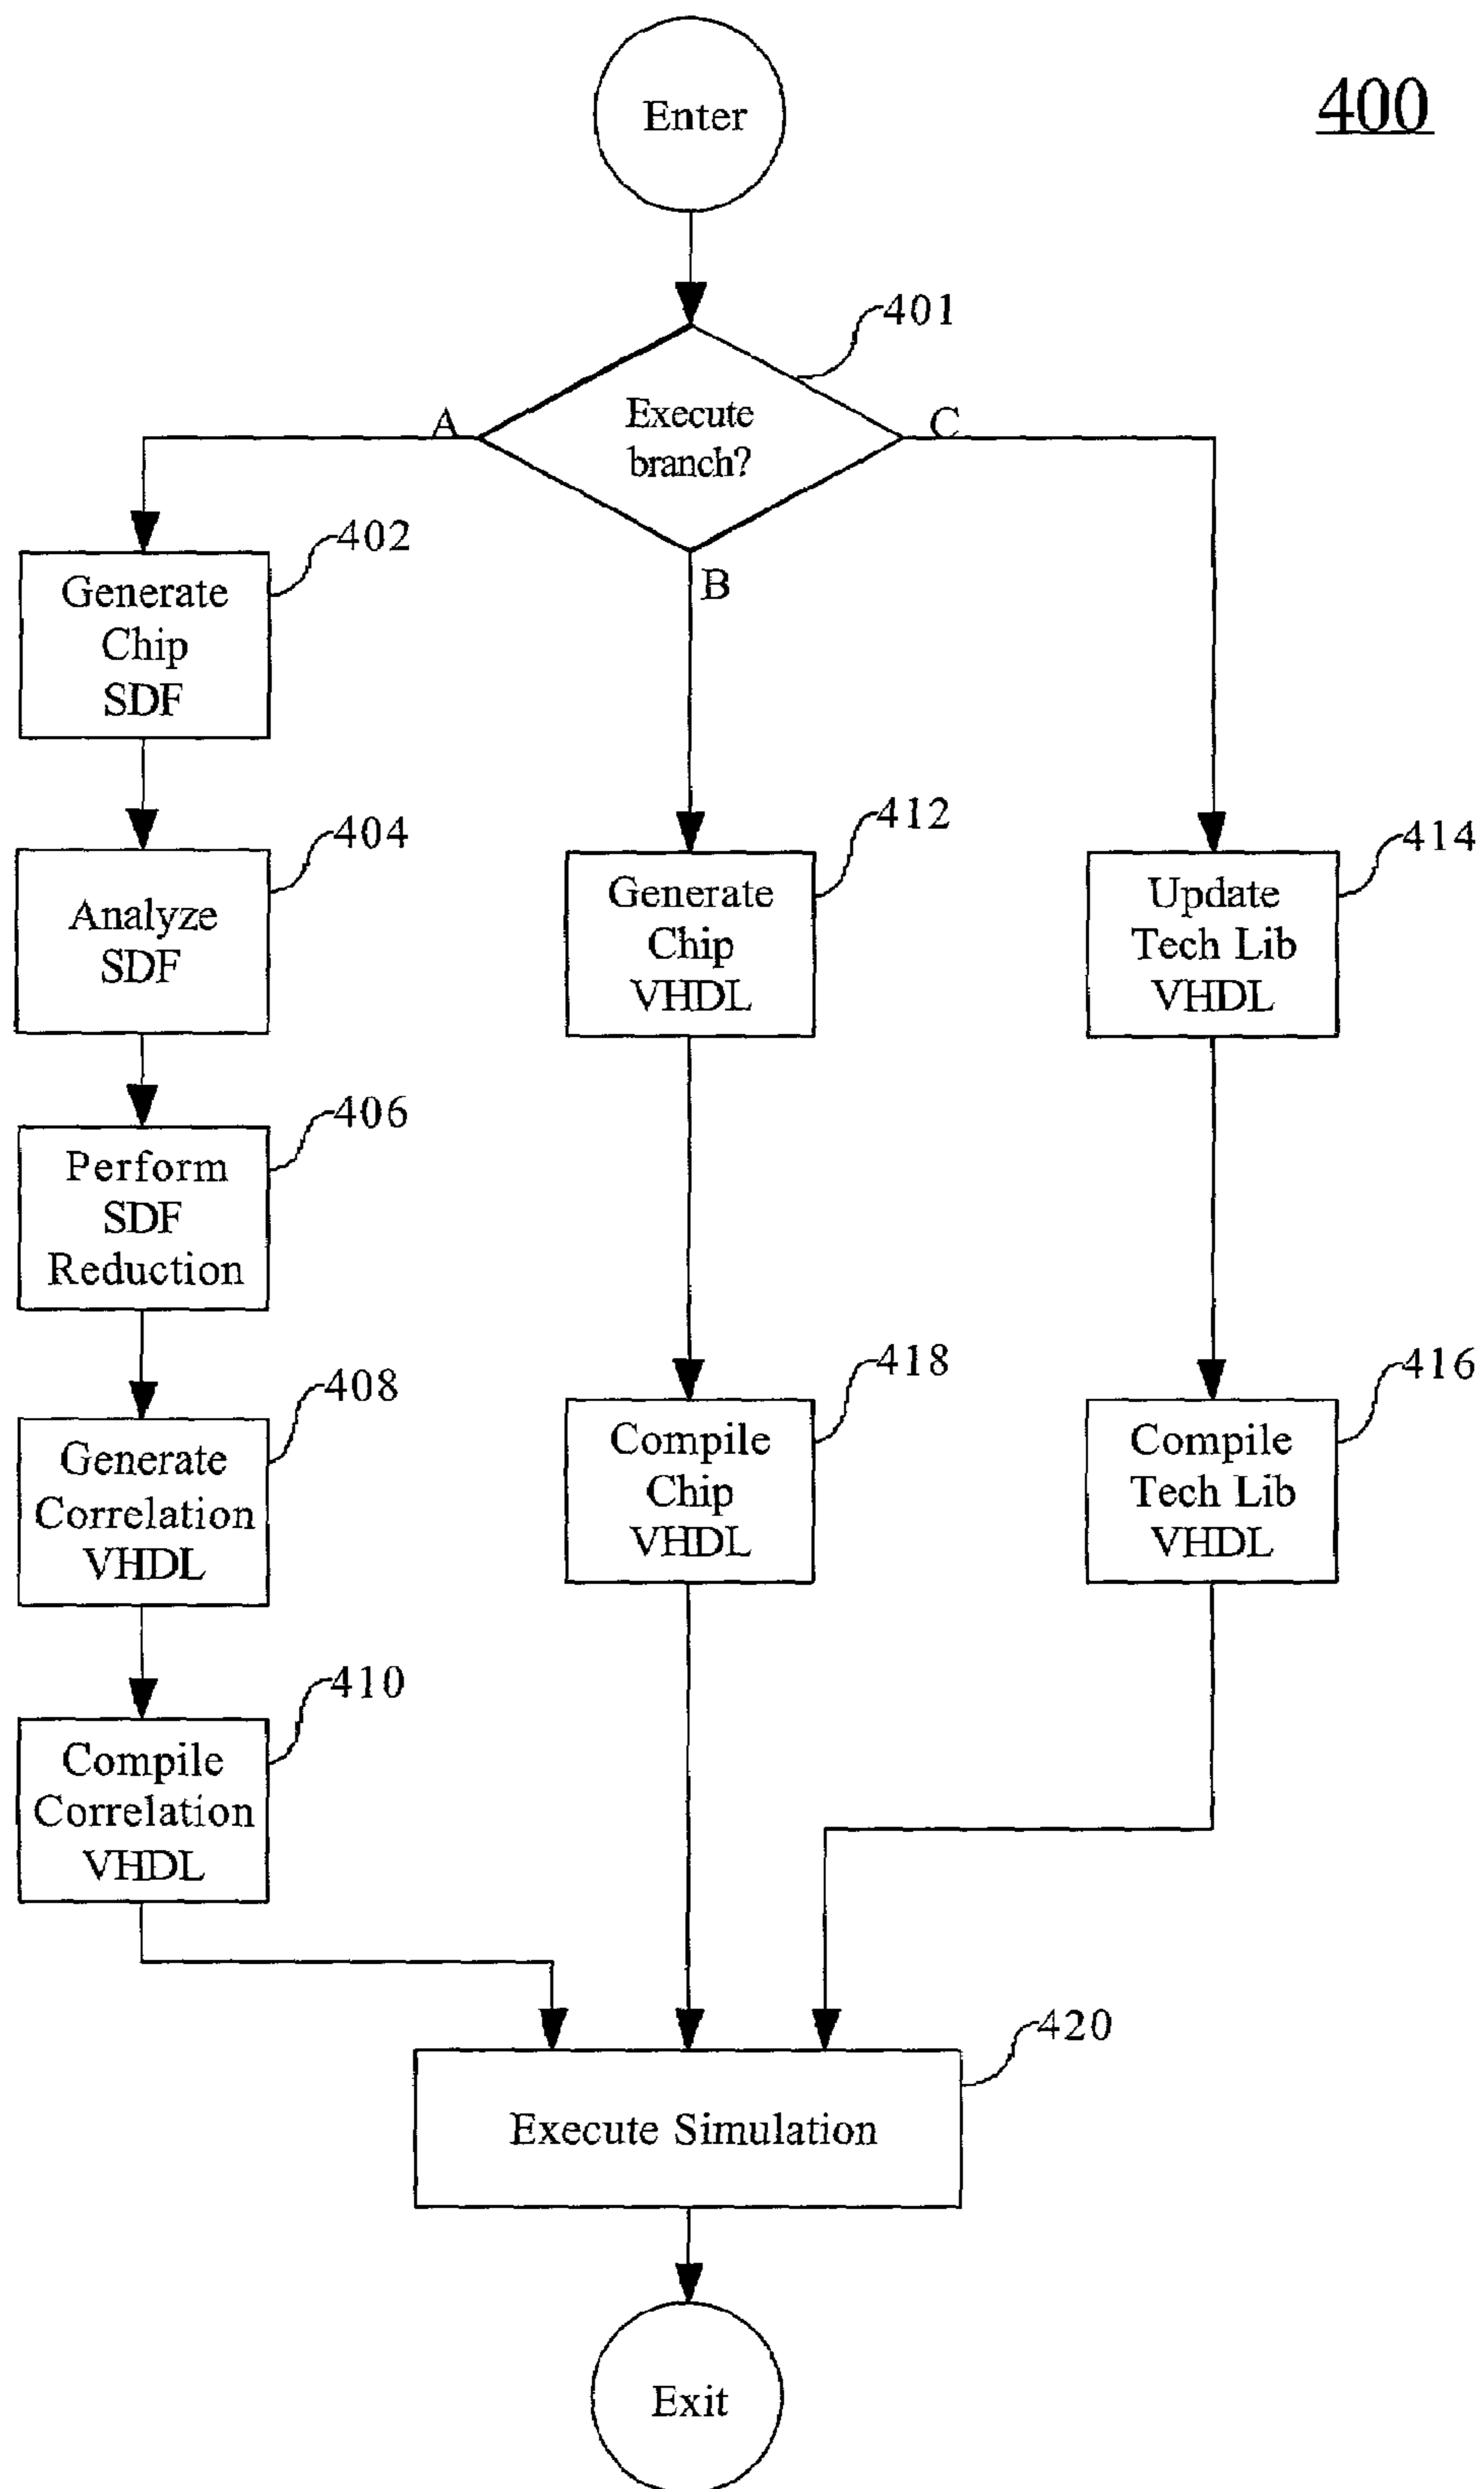 Enter
400
401
Execute
branch?
A
C
B
402
Generate
Chip
SDF
404
Analyze
SDF
412
Generate
Chip
VHDL
414
Update
Tech Lib
VHDL
406
Perform
SDF
Reduction
408
Generate
Correlation
VHDL
418
Compile
Chip
VHDL
416
Compile
Tech Lib
VHDL
410
Compile
Correlation
VHDL
420
Execute Simulation
Exit